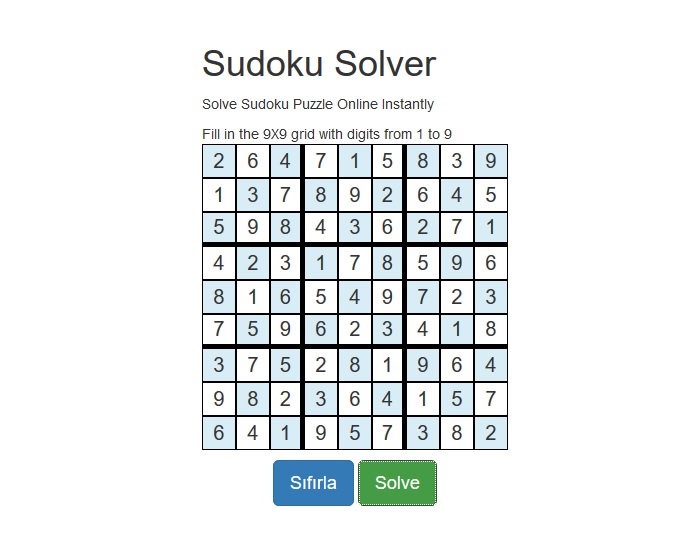 Sudoku Solver
Solve Sudoku Puzzle Online Instantly
Fill in the 9X9 grid with digits from 1 to 9
2 6 4 7 1 5 8 3 9
1 3 7 8 9 2 6 4 5
5 9 8 4 3 6 2 7 1
4 2 3 1 7 8 5 9 6
8 1 6 5 4 9 7 2 3
7 5 9 6 2 3 4 1 8
3 7 5 2 8 1 9 6 4
9 8 2 3 6 4 1 5 7
6 4 1 9 5 7 3 8 2
Sıfırla Solve